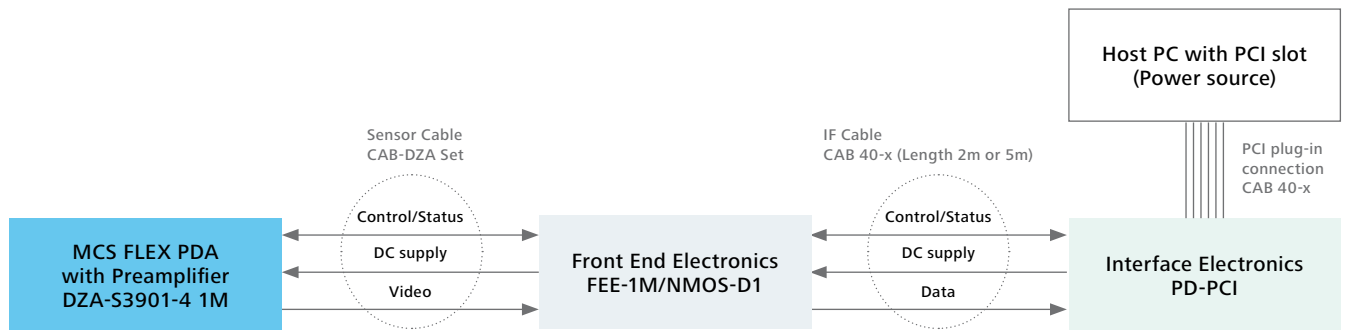 Host PC with PCI slot
(Power source)
Sensor Cable
CAB-DZA Set
IF Cable
CAB 40-x (Length 2m or 5m)
PCI plug-in
connection
CAB 40-x
MCS FLEX PDA
with Preamplifier
DZA-S3901-4 1M
Control/Status
DC supply
Video
Front End Electronics
FEE-1M/NMOS-D1
Control/Status
DC supply
Data
Interface Electronics
PD-PCI